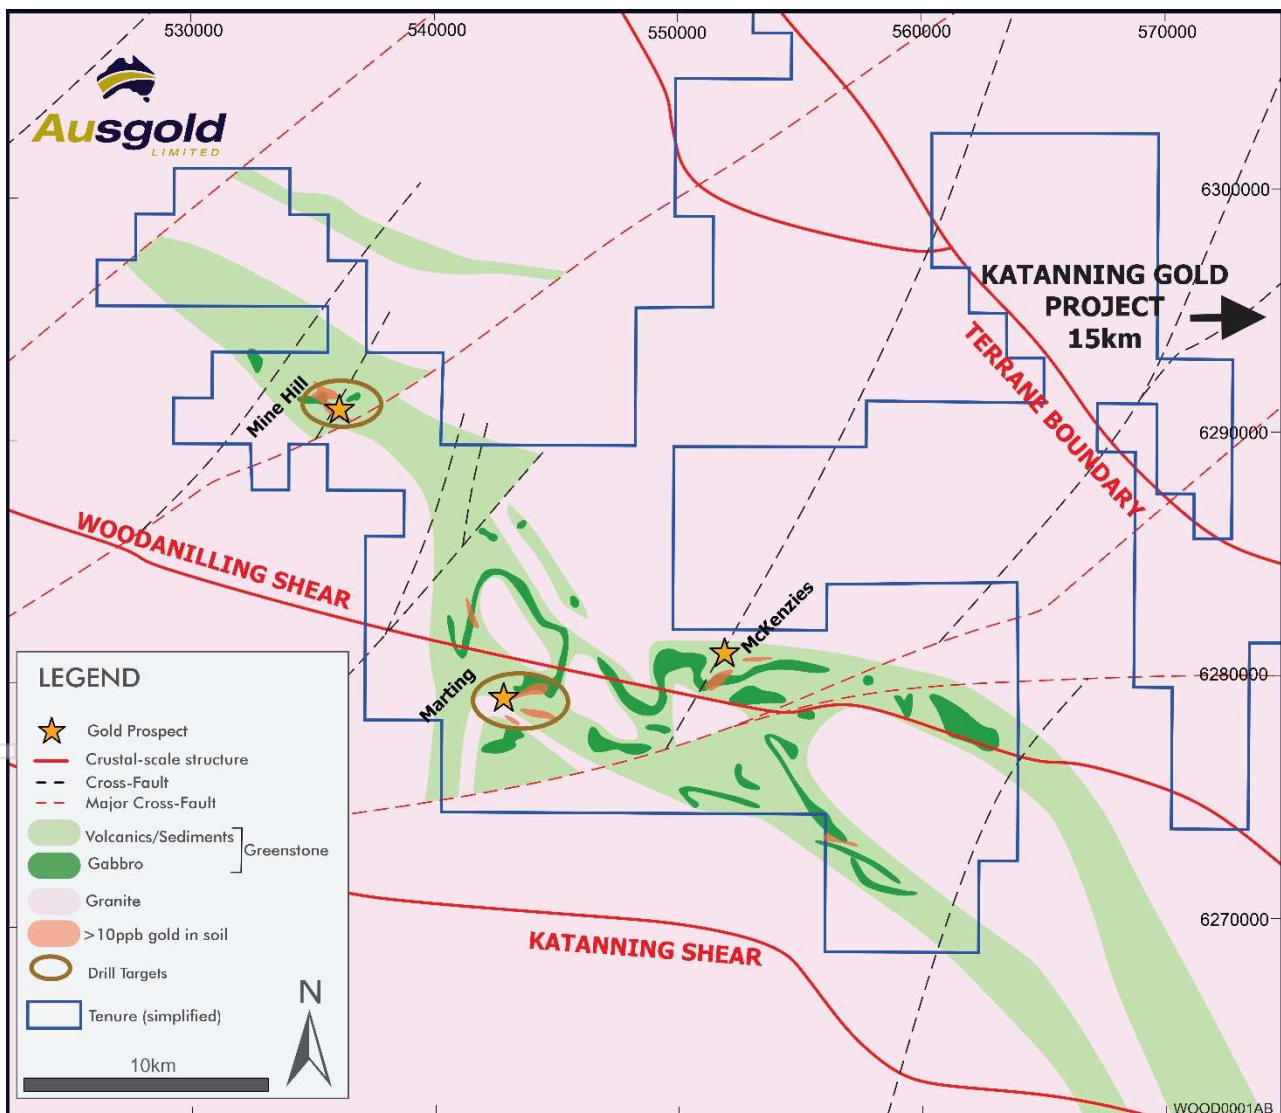 530000
540000
550000
560000
570000
Ausgold
LIMITED
6300000
KATANNING GOLD
PROJECT
15km
TERRANE BOUNDARY
Mine Hill
6290000
WOODANILLING SHEAR
McKenzies
Marting
6280000
LEGEND
Gold Prospect
Crustal-scale structure
Cross-Fault
Major Cross-Fault
Volcanics/Sediments
Greenstone
Gabbro
Granite
>10ppb gold in soil
Drill Targets
Tenure (simplified)
N
10km
6270000
KATANNING SHEAR
WOOD0001AB